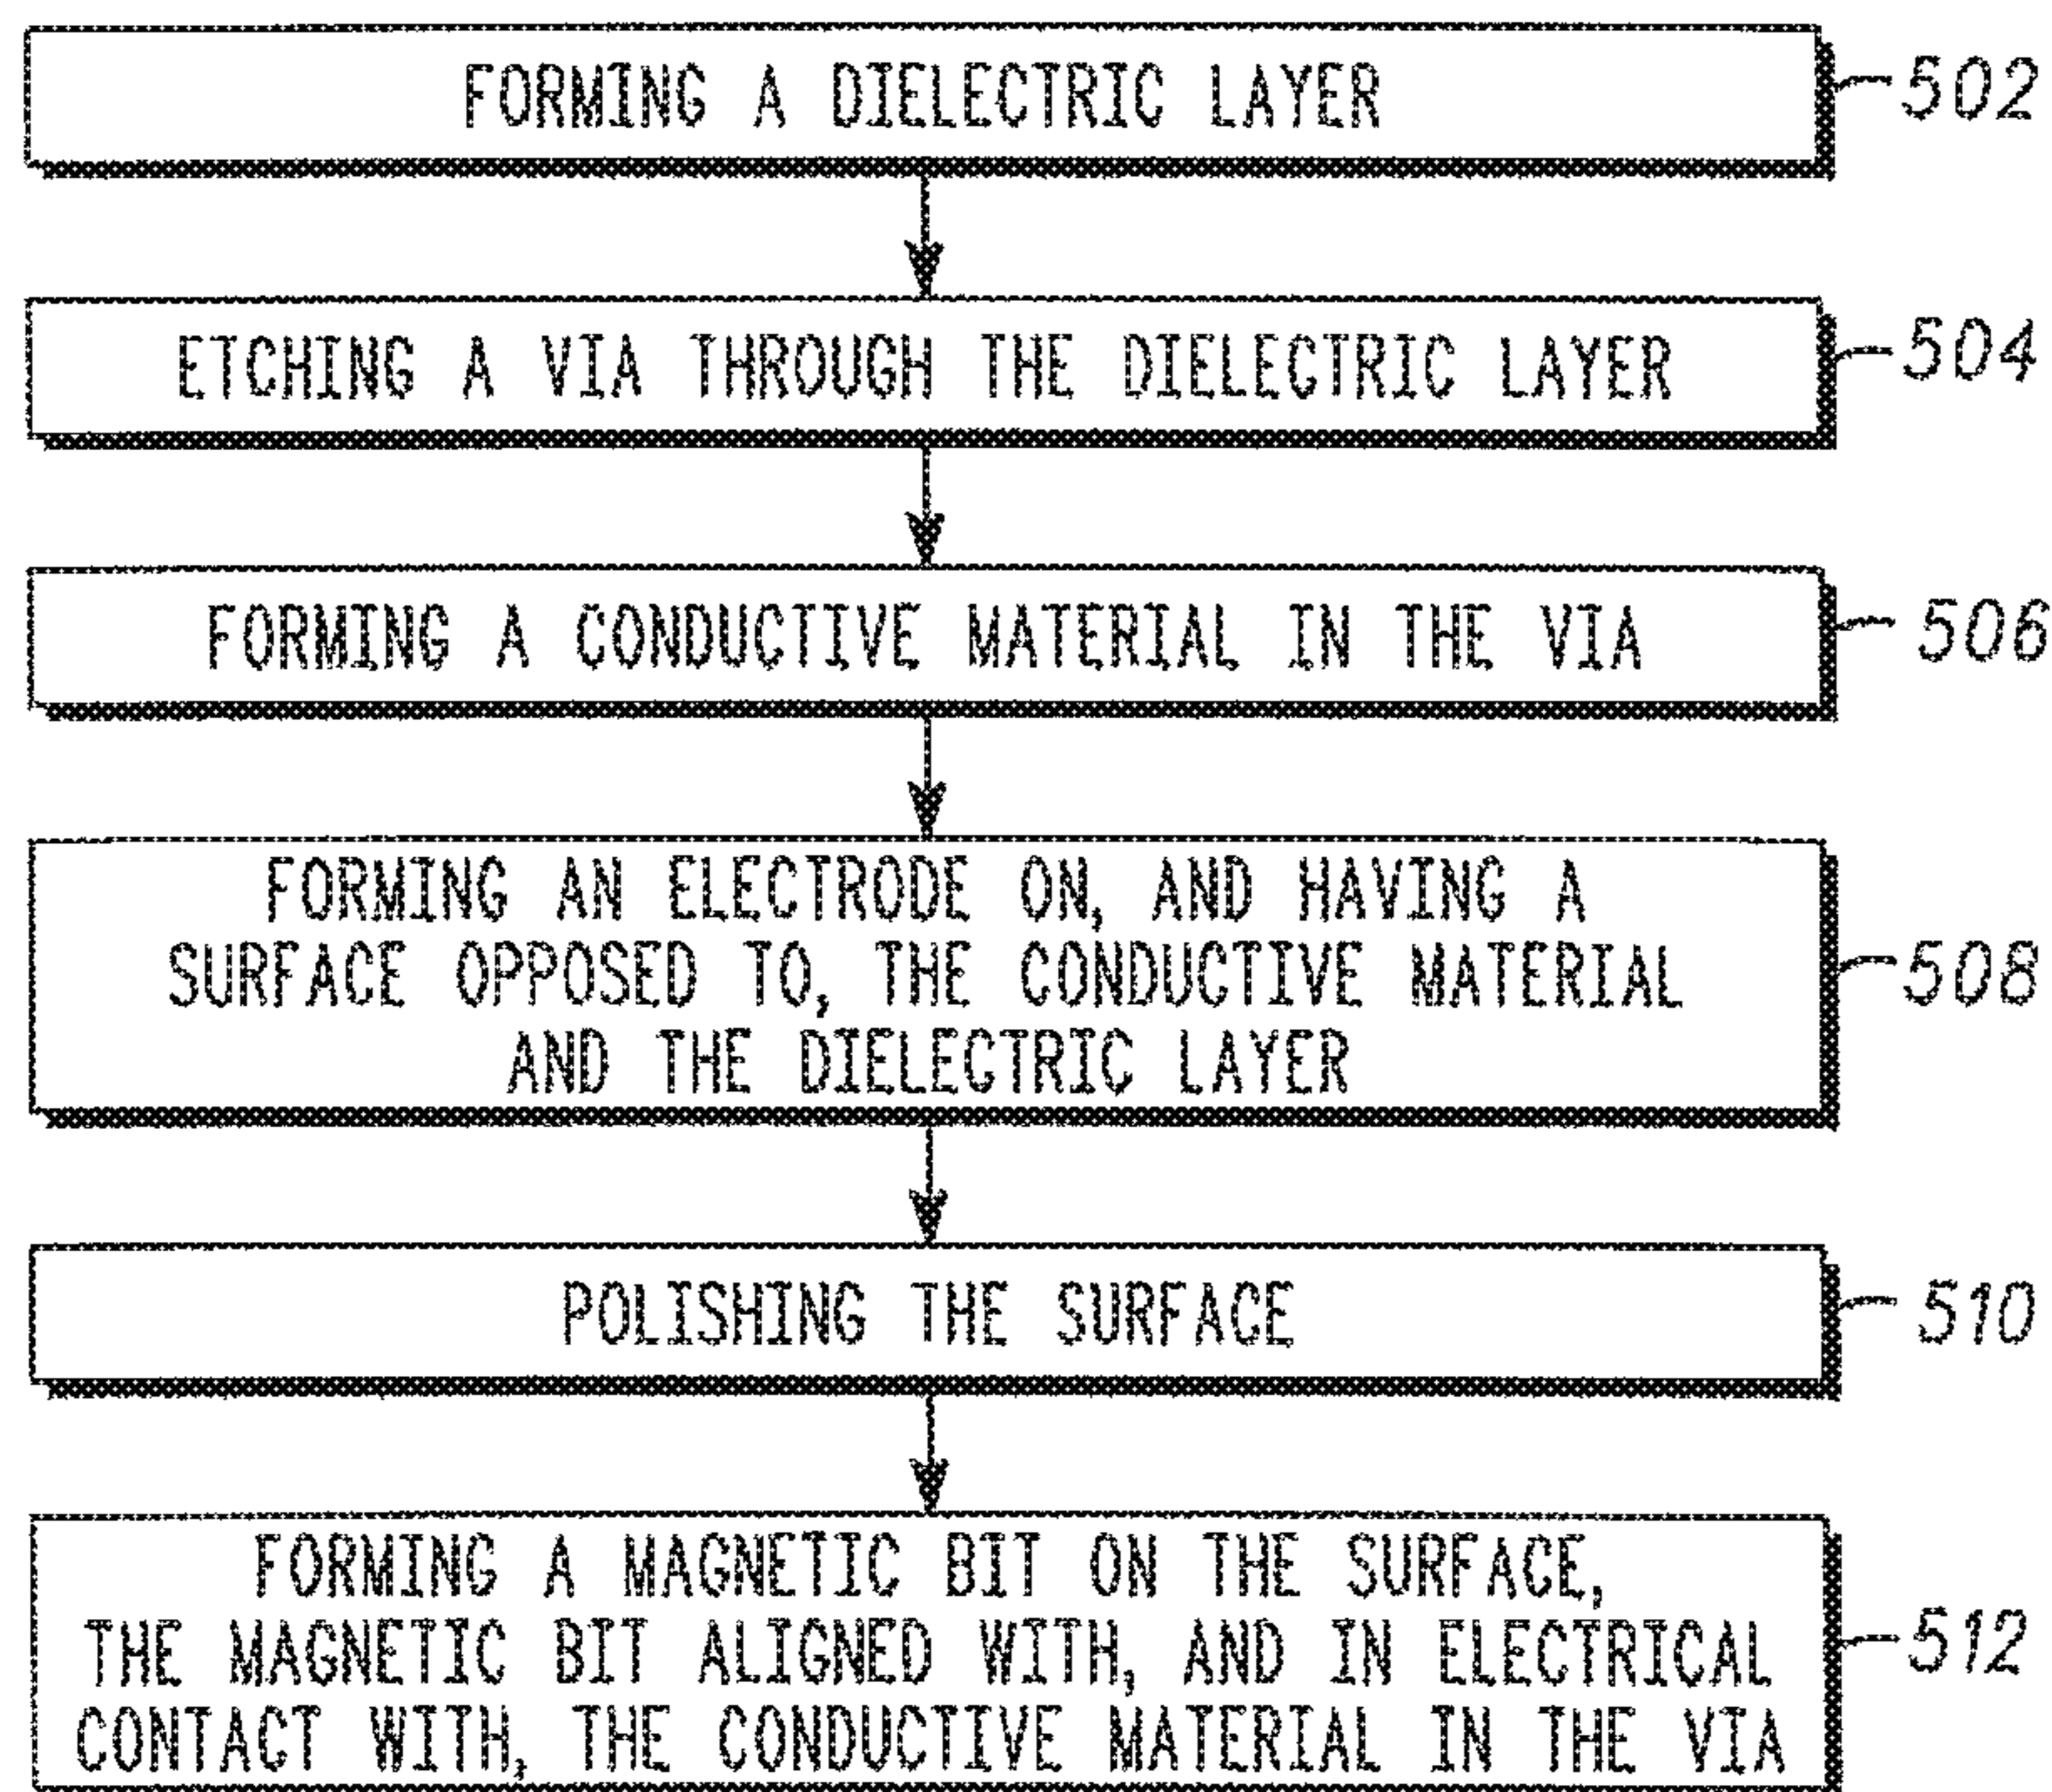 FORMING A DIELECTRIC LAYER 502
ETCHING A VIA THROUGH THE DIELECTRIC LAYER 504
FORMING A CONDUCTIVE MATERIAL IN THE VIA 506
FORMING AN ELECTRODE ON, AND HAVING A
SURFACE OPPOSED TO, THE CONDUCTIVE MATERIAL 508
AND THE DIELECTRIC LAYER
POLISHING THE SURFACE 510
FORMING A MAGNETIC BIT ON THE SURFACE,
THE MAGNETIC BIT ALIGNED WITH, AND IN ELECTRICAL 512
CONTACT WITH, THE CONDUCTIVE MATERIAL IN THE VIA